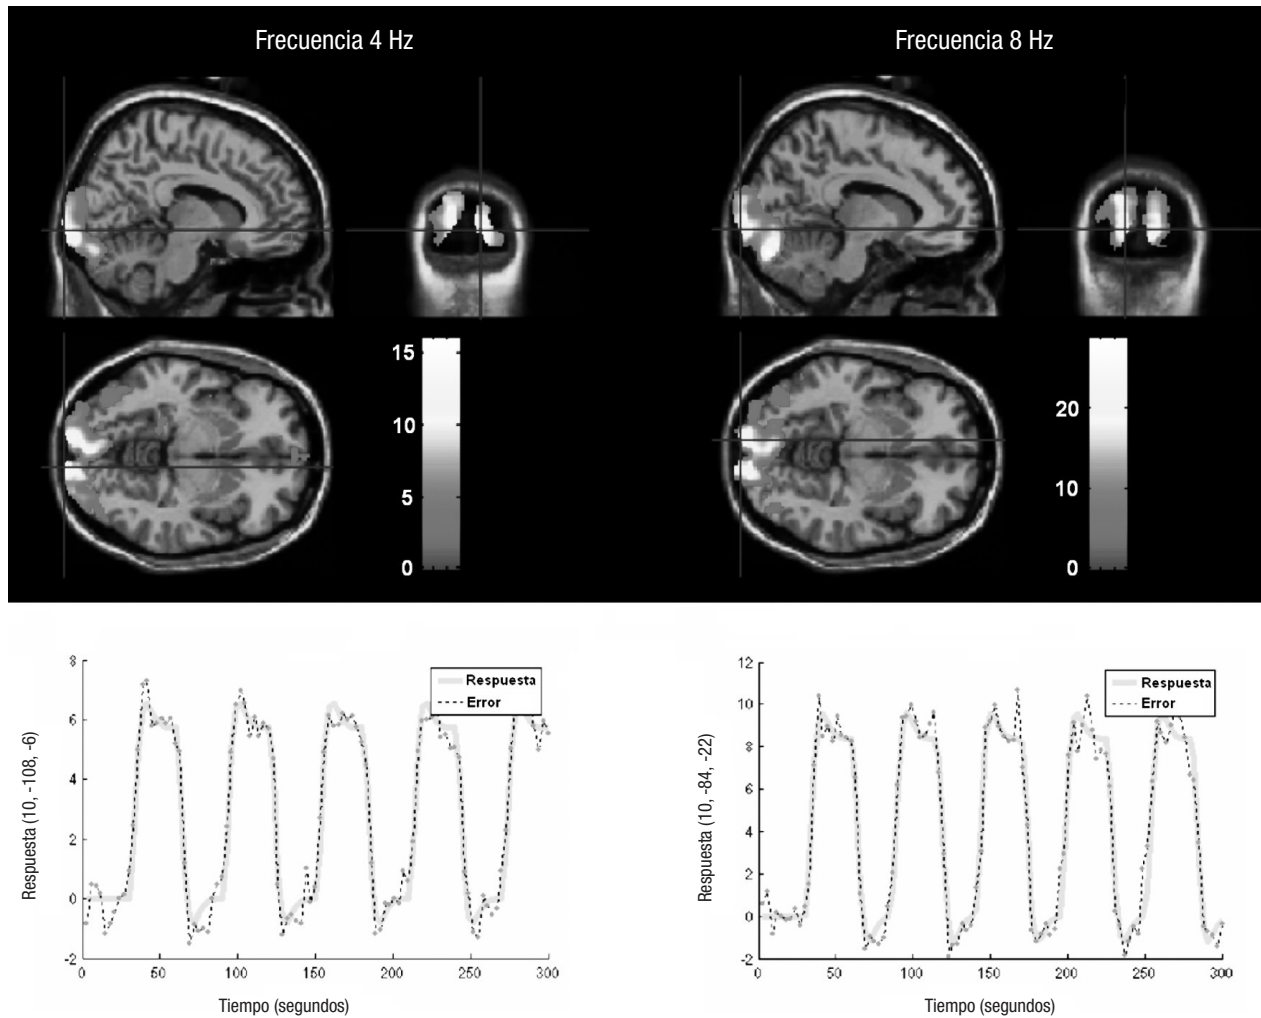 Frecuencia 4 Hz
Frecuencia 8 Hz
15
10
5
0
20
10
0
8
6
4
2
0
-2
Respuesta
Error
Respuesta (10, -108, -6)
0 50 100 150 200 250 300
Tiempo (segundos)
12
10
8
6
4
2
0
-2
Respuesta
Error
Respuesta (10, -84, -22)
0 50 100 150 200 250 300
Tiempo (segundos)